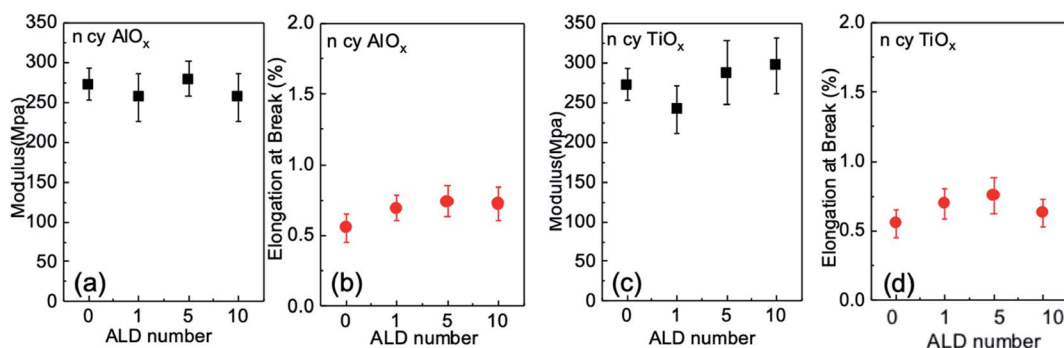 350
300
250
200
150
100
50
0
Modulus(Mpa)
n cy AlOₓ
(a)
0 1 5 10
ALD number
2.0
1.5
1.0
0.5
0.0
Elongation at Break (%)
n cy AlOₓ
(b)
0 1 5 10
ALD number
350
300
250
200
150
100
50
0
Modulus(Mpa)
n cy TiOₓ
(c)
0 1 5 10
ALD number
2.0
1.5
1.0
0.5
0.0
Elongation at Break (%)
n cy TiOₓ
(d)
0 1 5 10
ALD number